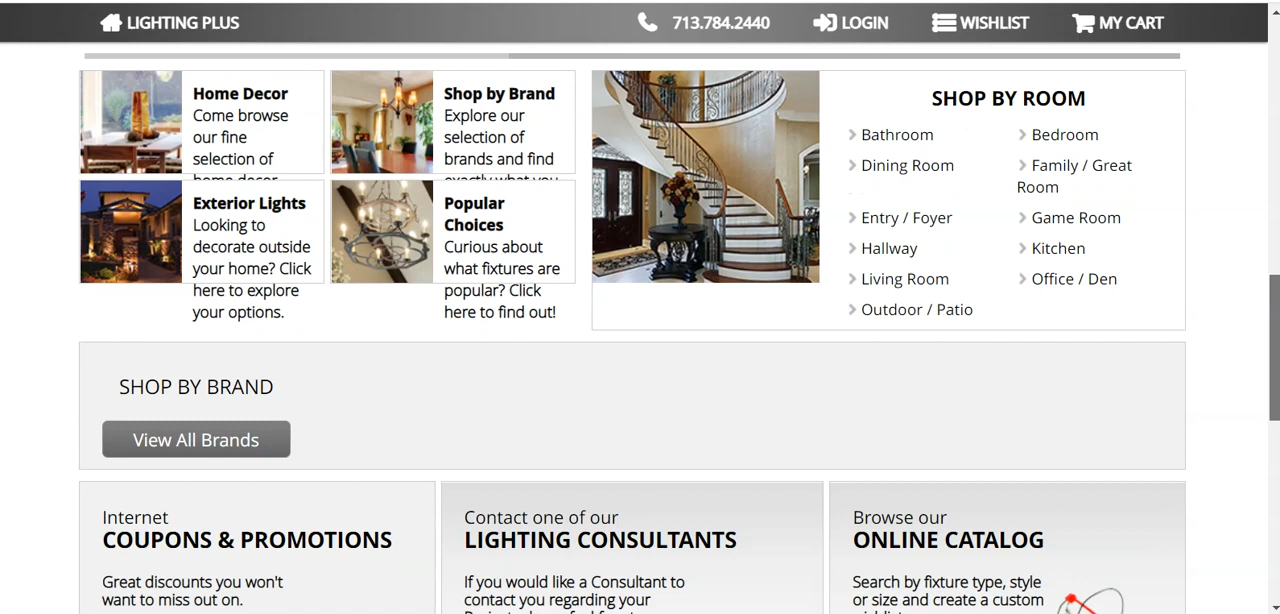 LIGHTING PLUS
713.784.2440
LOGIN
WISHLIST
MY CART
Home Decor
Come browse
our fine
selection of
home decor
Shop by Brand
Explore our
selection of
brands and find
exactly what you
Exterior Lights
Looking to
decorate outside
your home? Click
here to explore
your options.
Popular
Choices
Curious about
what fixtures are
popular? Click
here to find out!
SHOP BY ROOM
Bathroom
Bedroom
Dining Room
Family / Great
Room
Entry / Foyer
Game Room
Hallway
Kitchen
Living Room
Office / Den
Outdoor / Patio
SHOP BY BRAND
View All Brands
Internet
COUPONS & PROMOTIONS
Great discounts you won't
want to miss out on.
Contact one of our
LIGHTING CONSULTANTS
If you would like a Consultant to
contact you regarding your
Browse our
ONLINE CATALOG
Search by fixture type, style
or size and create a custom